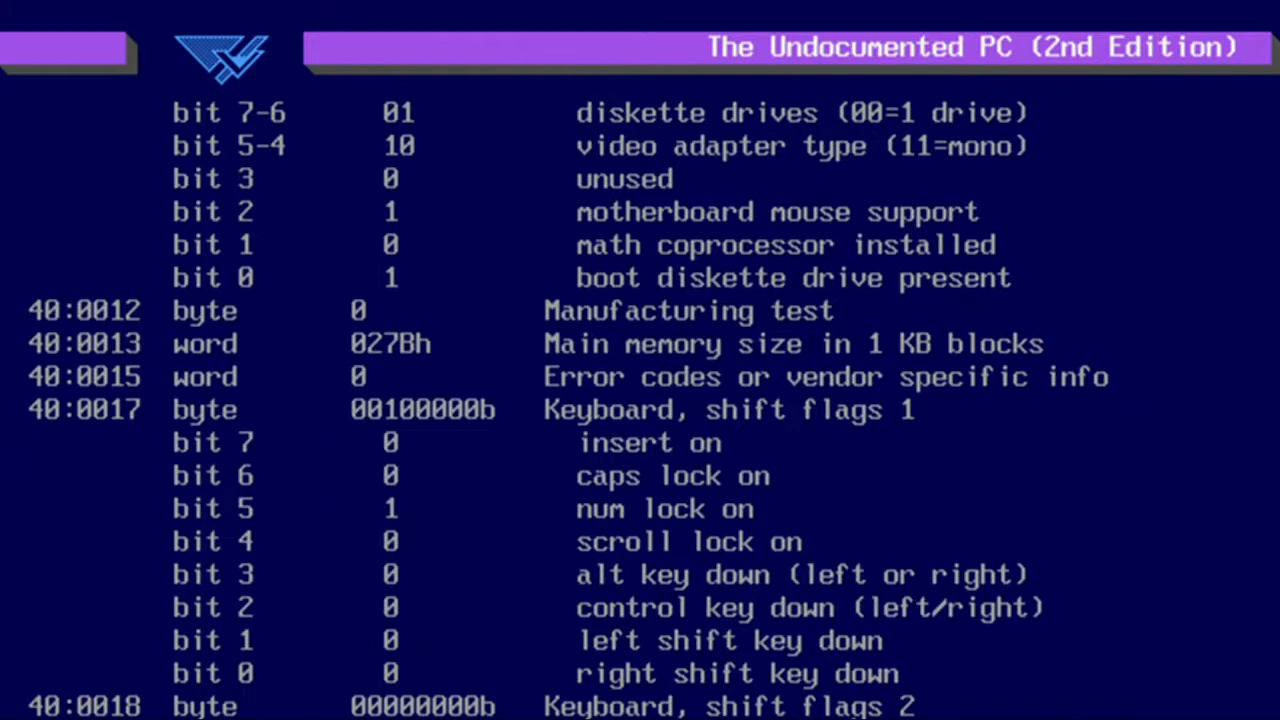 The Undocumented PC (2nd Edition)
bit 7-6 01 diskette drives (00=1 drive)
bit 5-4 10 video adapter type (11=mono)
bit 3 0 unused
bit 2 1 motherboard mouse support
bit 1 0 math coprocessor installed
bit 0 1 boot diskette drive present
40:0012 byte 0 Manufacturing test
40:0013 word 027Bh Main memory size in 1 KB blocks
40:0015 word 0 Error codes or vendor specific info
40:0017 byte 00100000b Keyboard, shift flags 1
bit 7 0 insert on
bit 6 0 caps lock on
bit 5 1 num lock on
bit 4 0 scroll lock on
bit 3 0 alt key down (left or right)
bit 2 0 control key down (left/right)
bit 1 0 left shift key down
bit 0 0 right shift key down
40:0018 byte 00000000b Keyboard, shift flags 2